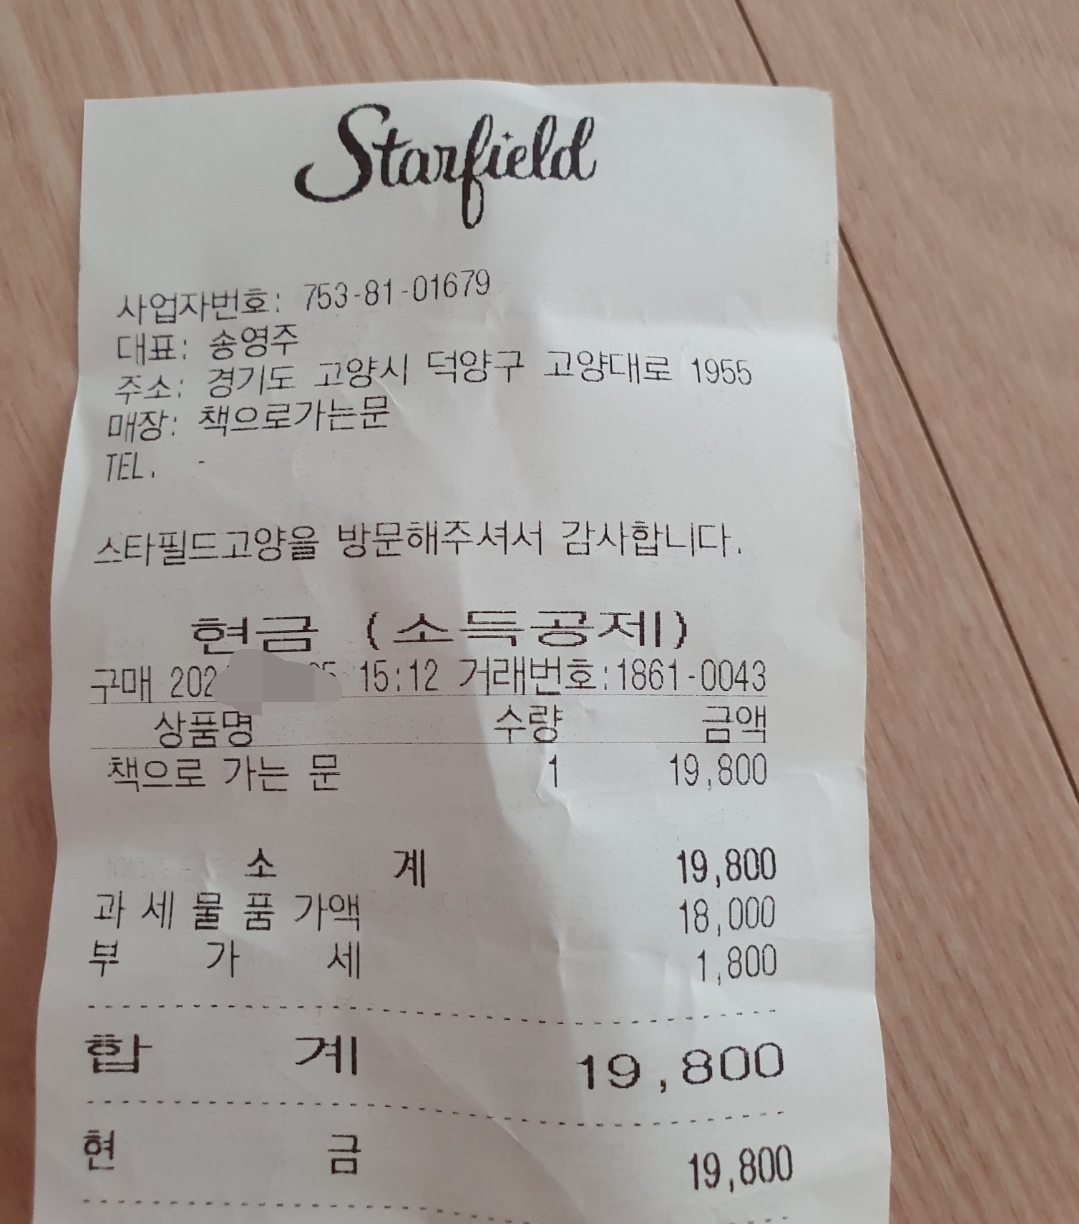 Starfield
사업자번호: 753-81-01679
대표: 송영주
주소: 경기도 고양시 덕양구 고양대로 1955
매장: 책으로가는문
TEL. -
스타필드고양을 방문해주셔서 감사합니다.
현금 (소득공제)
구매 202 15:12 거래번호:1861-0043
상품명 수량 금액
책으로 가는 문 1 19,800
소 계 19,800
과 세 물 품 가액 18,000
부 가 세 1,800
합 계 19,800
현 금 19,800